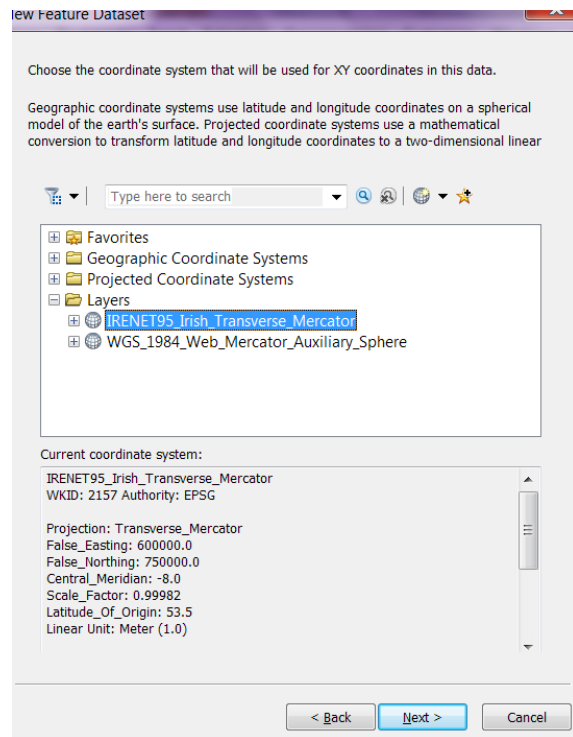 New Feature Dataset
Choose the coordinate system that will be used for XY coordinates in this data.
Geographic coordinate systems use latitude and longitude coordinates on a spherical
model of the earth's surface. Projected coordinate systems use a mathematical
conversion to transform latitude and longitude coordinates to a two-dimensional linear
Type here to search
Favorites
Geographic Coordinate Systems
Projected Coordinate Systems
Layers
IRENET95_Irish_Transverse_Mercator
WGS_1984_Web_Mercator_Auxiliary_Sphere
Current coordinate system:
IRENET95_Irish_Transverse_Mercator
WKID: 2157 Authority: EPSG
Projection: Transverse_Mercator
False_Easting: 600000.0
False_Northing: 750000.0
Central_Meridian: -8.0
Scale_Factor: 0.99982
Latitude_Of_Origin: 53.5
Linear Unit: Meter (1.0)
< Back Next > Cancel